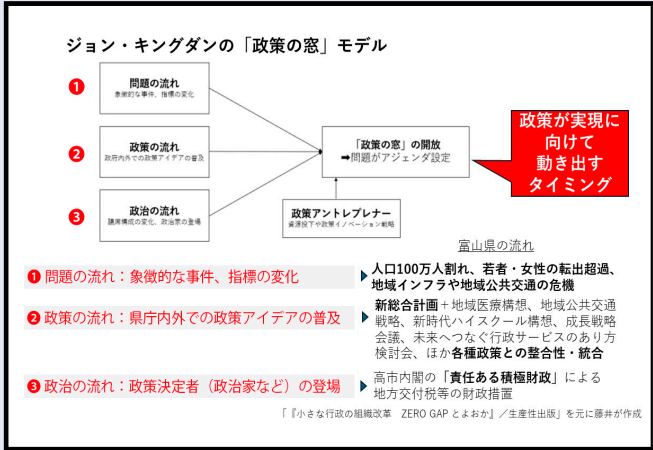 ジョン・キングダンの「政策の窓」モデル
❶
問題の流れ
象徴的な事件、指標の変化
❷
政策の流れ
政府内外での政策アイデアの普及
❸
政治の流れ
議席構成の変化、政治家の登場
「政策の窓」の開放
➡問題がアジェンダ設定
政策アントレプレナー
資源投下や政策イノベーション戦略
政策が実現に
向けて
動き出す
タイミング
富山県の流れ
❶問題の流れ：象徴的な事件、指標の変化
人口100万人割れ、若者・女性の転出超過、
地域インフラや地域公共交通の危機
❷政策の流れ：県庁内外での政策アイデアの普及
新総合計画＋地域医療構想、地域公共交通
戦略、新時代ハイスクール構想、成長戦略
会議、未来へつなぐ行政サービスのあり方
検討会、ほか各種政策との整合性・統合
❸政治の流れ：政策決定者（政治家など）の登場
高市内閣の「責任ある積極財政」による
地方交付税等の財政措置
「『小さな行政の組織改革　ZERO GAP とよおか』／生産性出版」を元に藤井が作成